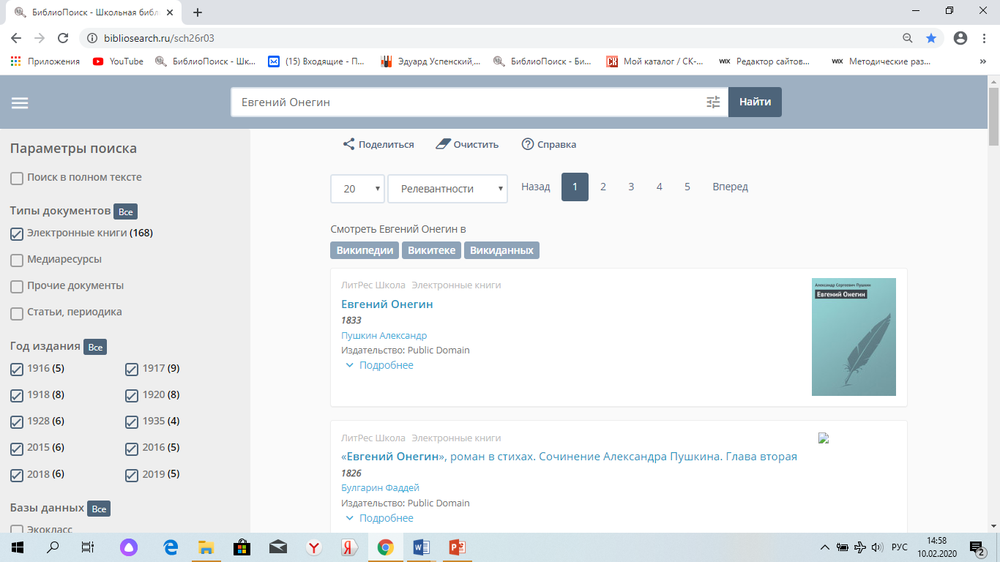 БиблиоПоиск - Школьная библ
bibliosearch.ru/sch26r03
Приложения YouTube БиблиоПоиск - Шк... (15) Входящие - П... Эдуард Успенский,... БиблиоПоиск - Би... Мой каталог / СК-... WIX Редактор сайтов... WIX Методические раз... »
Евгений Онегин Найти
Параметры поиска
Поиск в полном тексте
Типы документов Все
Электронные книги (168)
Медиаресурсы
Прочие документы
Статьи, периодика
Год издания Все
1916 (5) 1917 (9)
1918 (8) 1920 (8)
1928 (6) 1935 (4)
2015 (6) 2016 (5)
2018 (6) 2019 (5)
Базы данных Все
Экокласс
Поделиться Очистить Справка
20 Релевантности Назад 1 2 3 4 5 Вперед
Смотреть Евгений Онегин в
Википедии Викитеке Викиданных
ЛитРес Школа Электронные книги
Евгений Онегин
1833
Пушкин Александр
Издательство: Public Domain
Подробнее
Александр Сергеевич Пушкин
Евгений Онегин
ЛитРес Школа Электронные книги
«Евгений Онегин», роман в стихах. Сочинение Александра Пушкина. Глава вторая
1826
Булгарин Фаддей
Издательство: Public Domain
Подробнее
РУС
14:58
10.02.2020
2